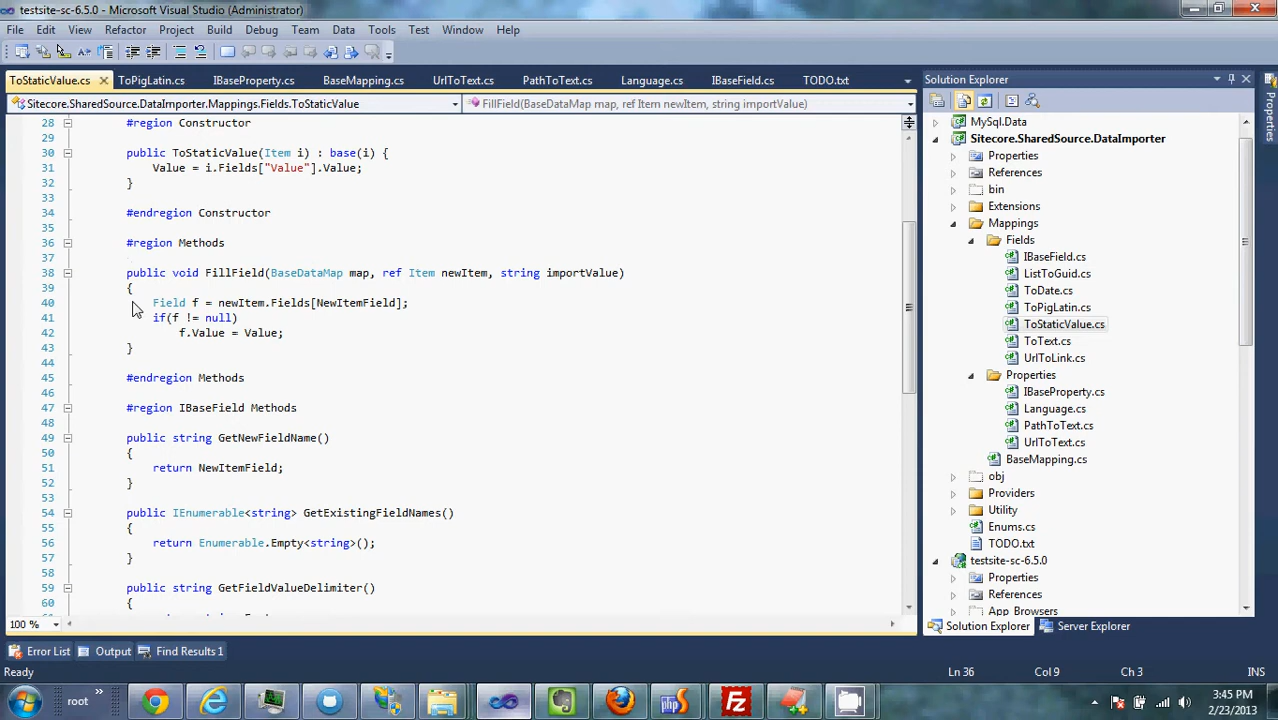 testsite-sc-6.5.0 - Microsoft Visual Studio (Administrator)
File Edit View Refactor Project Build Debug Team Data Tools Test Window Help
ToStaticValue.cs ToPigLatin.cs IBaseProperty.cs BaseMapping.cs UrlToText.cs PathToText.cs Language.cs IBaseField.cs TODO.txt
Solution Explorer
Properties
Sitecore.SharedSource.DataImporter.Mappings.Fields.ToStaticValue
FillField(BaseDataMap map, ref Item newItem, string importValue)
28 #region Constructor
29
30 public ToStaticValue(Item i) : base(i) {
31 Value = i.Fields["Value"].Value;
32 }
33
34 #endregion Constructor
35
36 #region Methods
37
38 public void FillField(BaseDataMap map, ref Item newItem, string importValue)
39 {
40 Field f = newItem.Fields[NewItemField];
41 if(f != null)
42 f.Value = Value;
43 }
44
45 #endregion Methods
46
47 #region IBaseField Methods
48
49 public string GetNewFieldName()
50 {
51 return NewItemField;
52 }
53
54 public IEnumerable<string> GetExistingFieldNames()
55 {
56 return Enumerable.Empty<string>();
57 }
58
59 public string GetFieldValueDelimiter()
60 {
100 %
MySql.Data
Sitecore.SharedSource.DataImporter
Properties
References
bin
Extensions
Mappings
Fields
IBaseField.cs
ListToGuid.cs
ToDate.cs
ToPigLatin.cs
ToStaticValue.cs
ToText.cs
UrlToLink.cs
Properties
IBaseProperty.cs
Language.cs
PathToText.cs
UrlToText.cs
BaseMapping.cs
obj
Providers
Utility
Enums.cs
TODO.txt
testsite-sc-6.5.0
Properties
References
App_Browsers
Solution Explorer Server Explorer
Error List Output Find Results 1
Ready Ln 36 Col 9 Ch 3 INS
root » 3:45 PM
2/23/2013